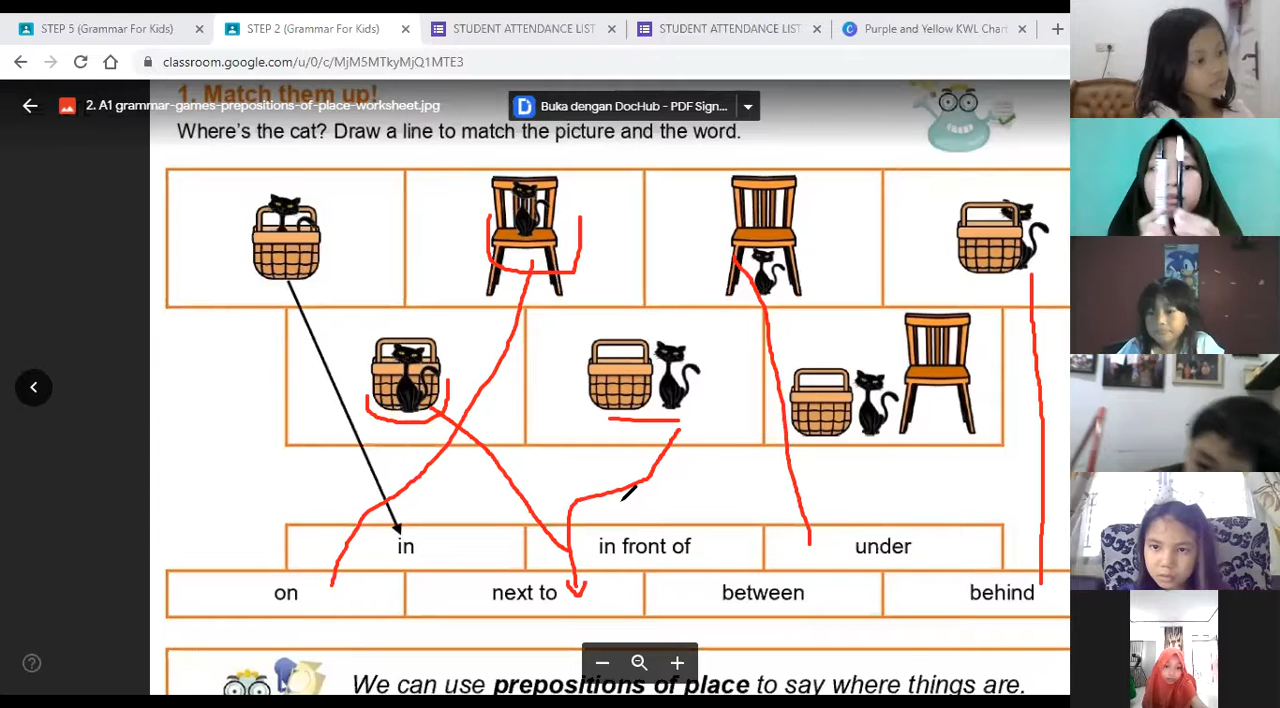 STEP 5 (Grammar For Kids)
STEP 2 (Grammar For Kids)
STUDENT ATTENDANCE LIST
STUDENT ATTENDANCE LIST
Purple and Yellow KWL Chart
classroom.google.com/u/0/c/MjM5MTkyMjQ1MTE3
1. Match them up!
2. A1 grammar-games-prepositions-of-place-worksheet.jpg
Buka dengan DocHub - PDF Sign...
Where's the cat? Draw a line to match the picture and the word.
in
in front of
under
on
next to
between
behind
We can use prepositions of place to say where things are.